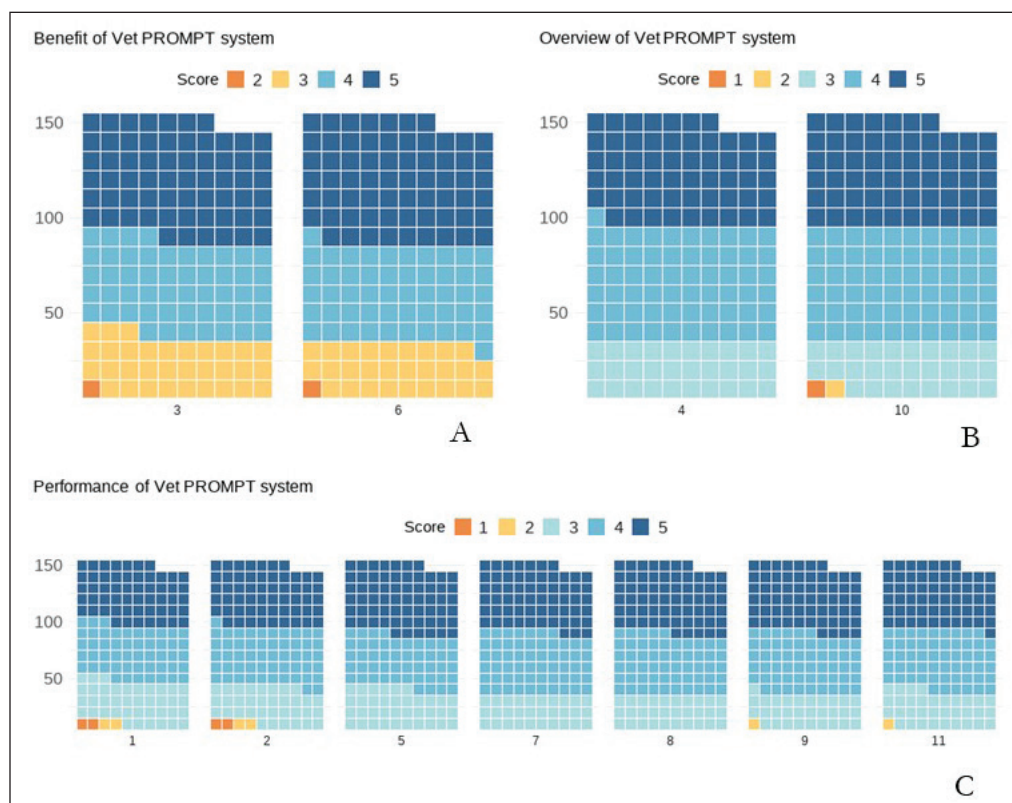 Benefit of Vet PROMPT system
Score 2 3 4 5
150
100
50
3 6
A
Overview of Vet PROMPT system
Score 1 2 3 4 5
150
100
50
4 10
B
Performance of Vet PROMPT system
Score 1 2 3 4 5
150
100
50
1 2 5 7 8 9 11
C